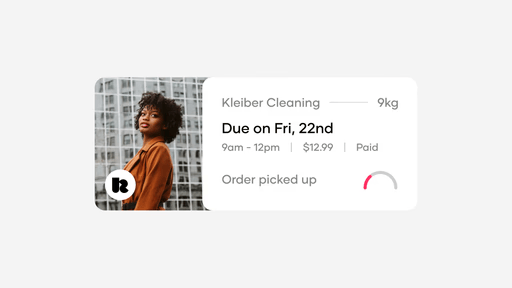 Kleiber Cleaning 9kg
Due on Fri, 22nd
9am - 12pm | $12.99 | Paid
Order picked up